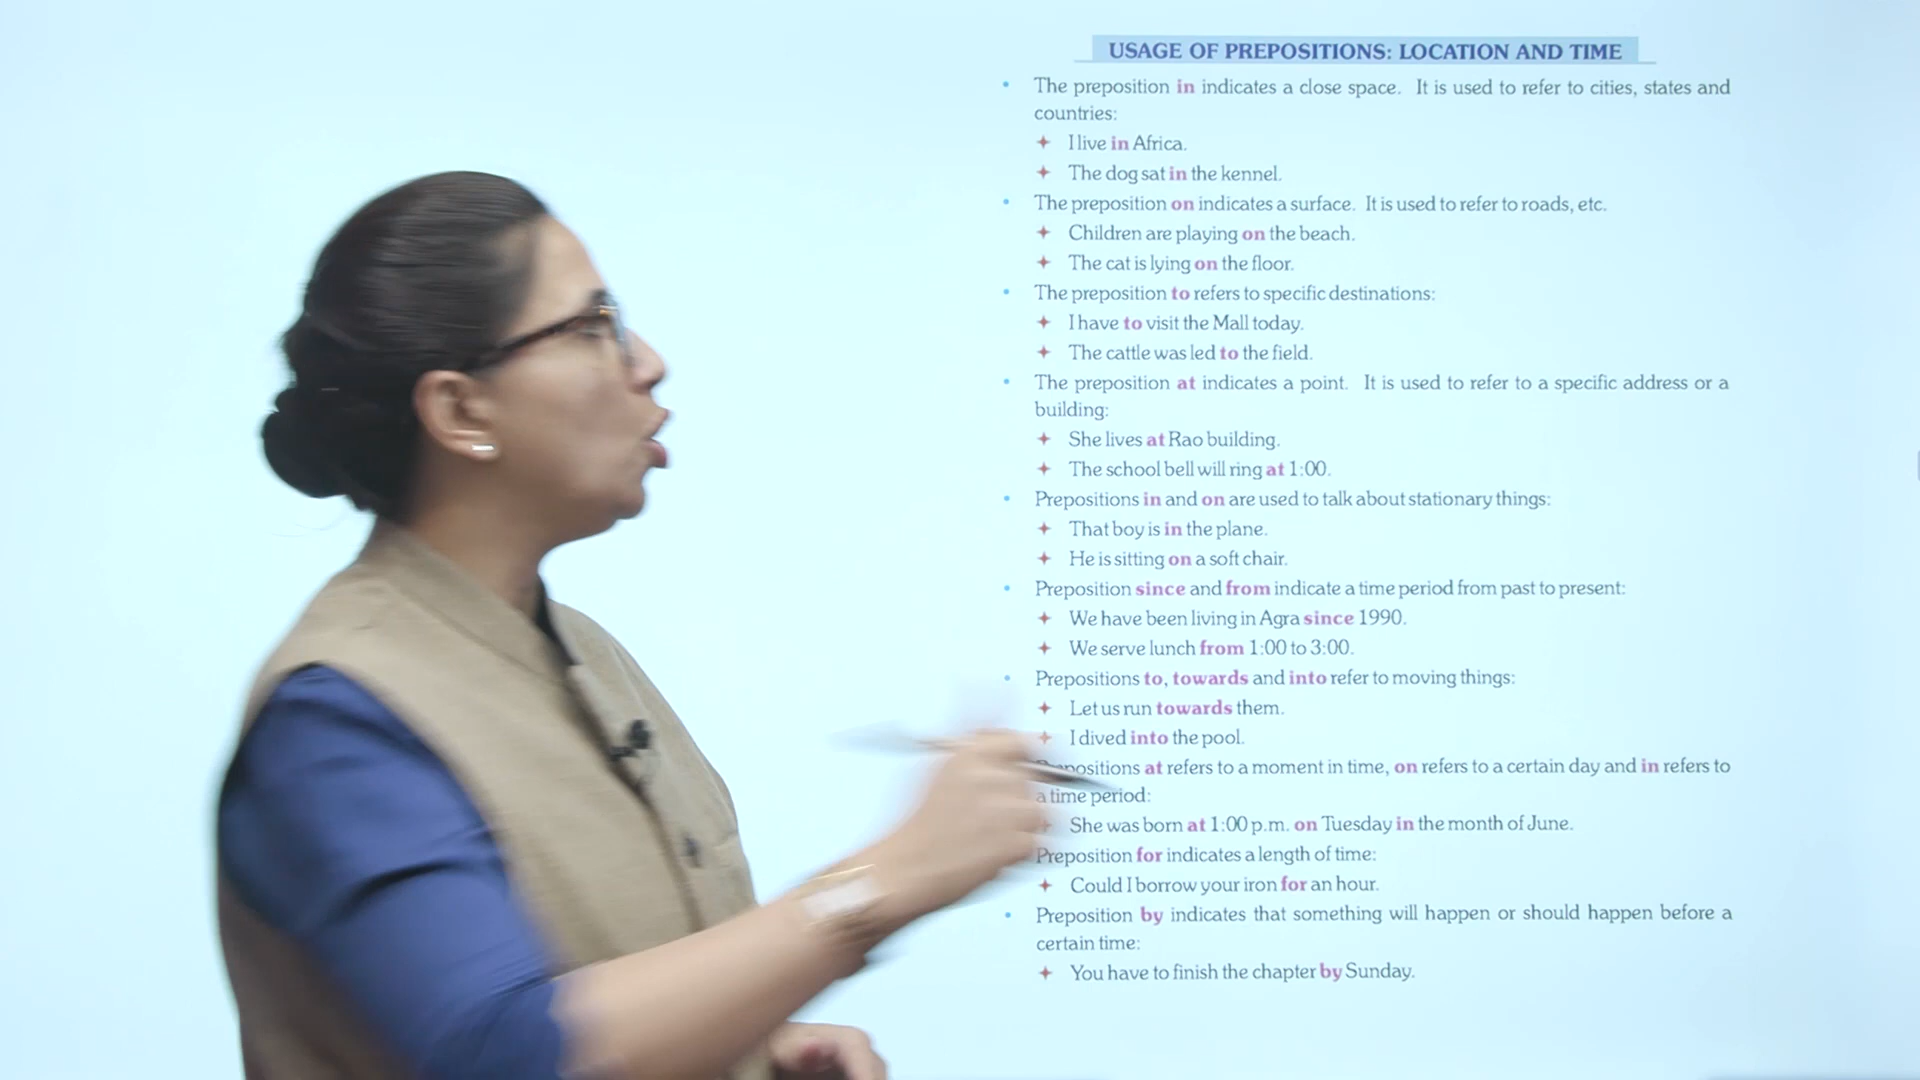 USAGE OF PREPOSITIONS: LOCATION AND TIME
• The preposition in indicates a close space. It is used to refer to cities, states and
countries:
✦ I live in Africa.
✦ The dog sat in the kennel.
• The preposition on indicates a surface. It is used to refer to roads, etc.
✦ Children are playing on the beach.
✦ The cat is lying on the floor.
• The preposition to refers to specific destinations:
✦ I have to visit the Mall today.
✦ The cattle was led to the field.
• The preposition at indicates a point. It is used to refer to a specific address or a
building:
✦ She lives at Rao building.
✦ The school bell will ring at 1:00.
• Prepositions in and on are used to talk about stationary things:
✦ That boy is in the plane.
✦ He is sitting on a soft chair.
• Preposition since and from indicate a time period from past to present:
✦ We have been living in Agra since 1990.
✦ We serve lunch from 1:00 to 3:00.
• Prepositions to, towards and into refer to moving things:
✦ Let us run towards them.
✦ I dived into the pool.
at refers to a moment in time, on refers to a certain day and in refers to
a time period:
✦ She was born at 1:00 p.m. on Tuesday in the month of June.
Preposition for indicates a length of time:
✦ Could I borrow your iron for an hour.
• Preposition by indicates that something will happen or should happen before a
certain time:
✦ You have to finish the chapter by Sunday.